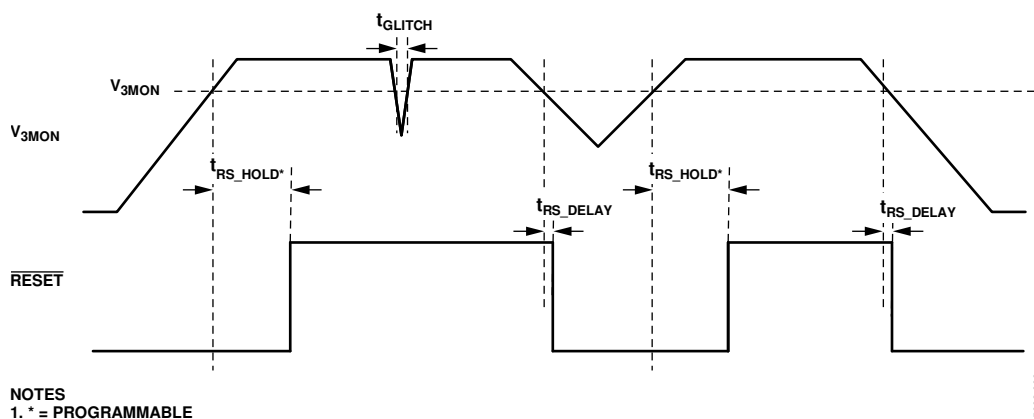 tGLITCH
V3MON
V3MON
tRS_HOLD*
tRS_HOLD*
tRS_DELAY
tRS_DELAY
RESET
NOTES
1. * = PROGRAMMABLE